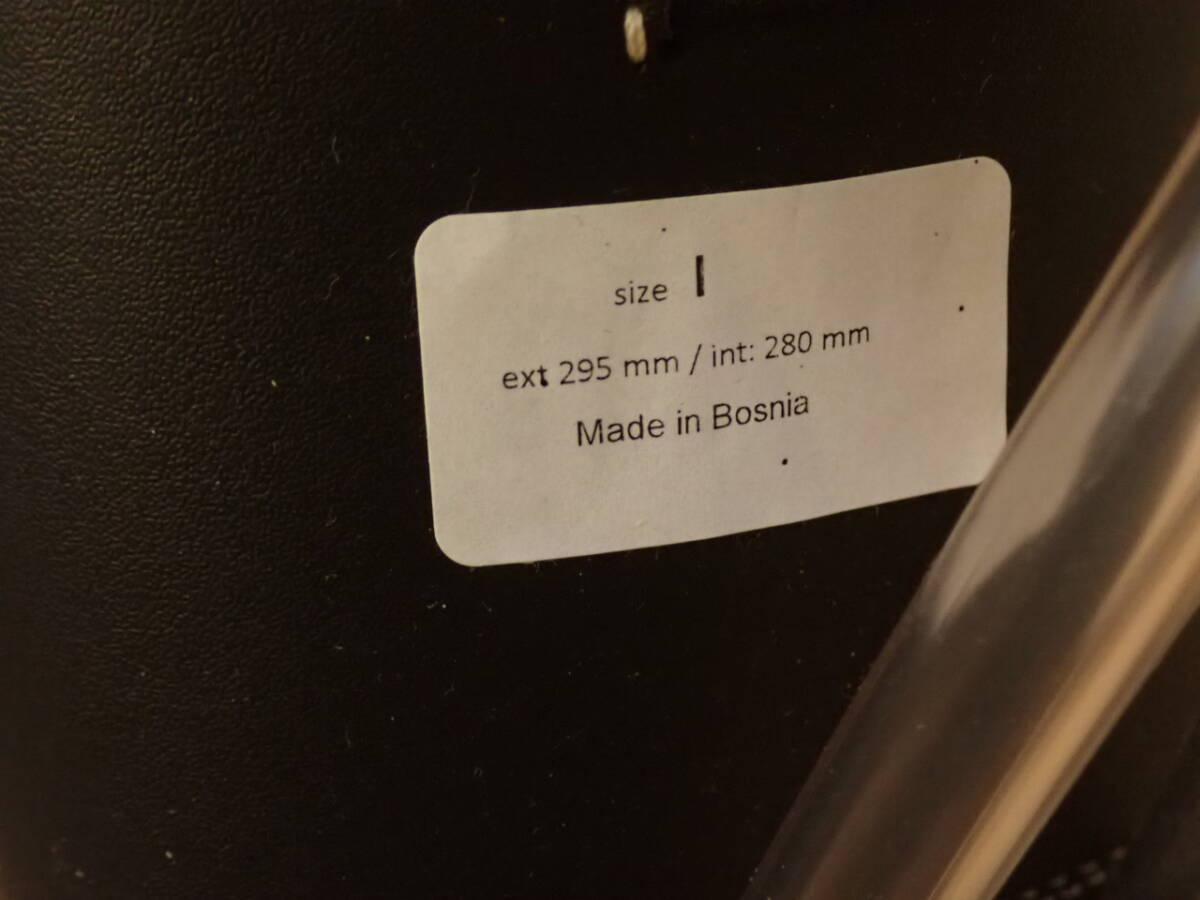 size I
ext 295 mm / int: 280 mm
Made in Bosnia